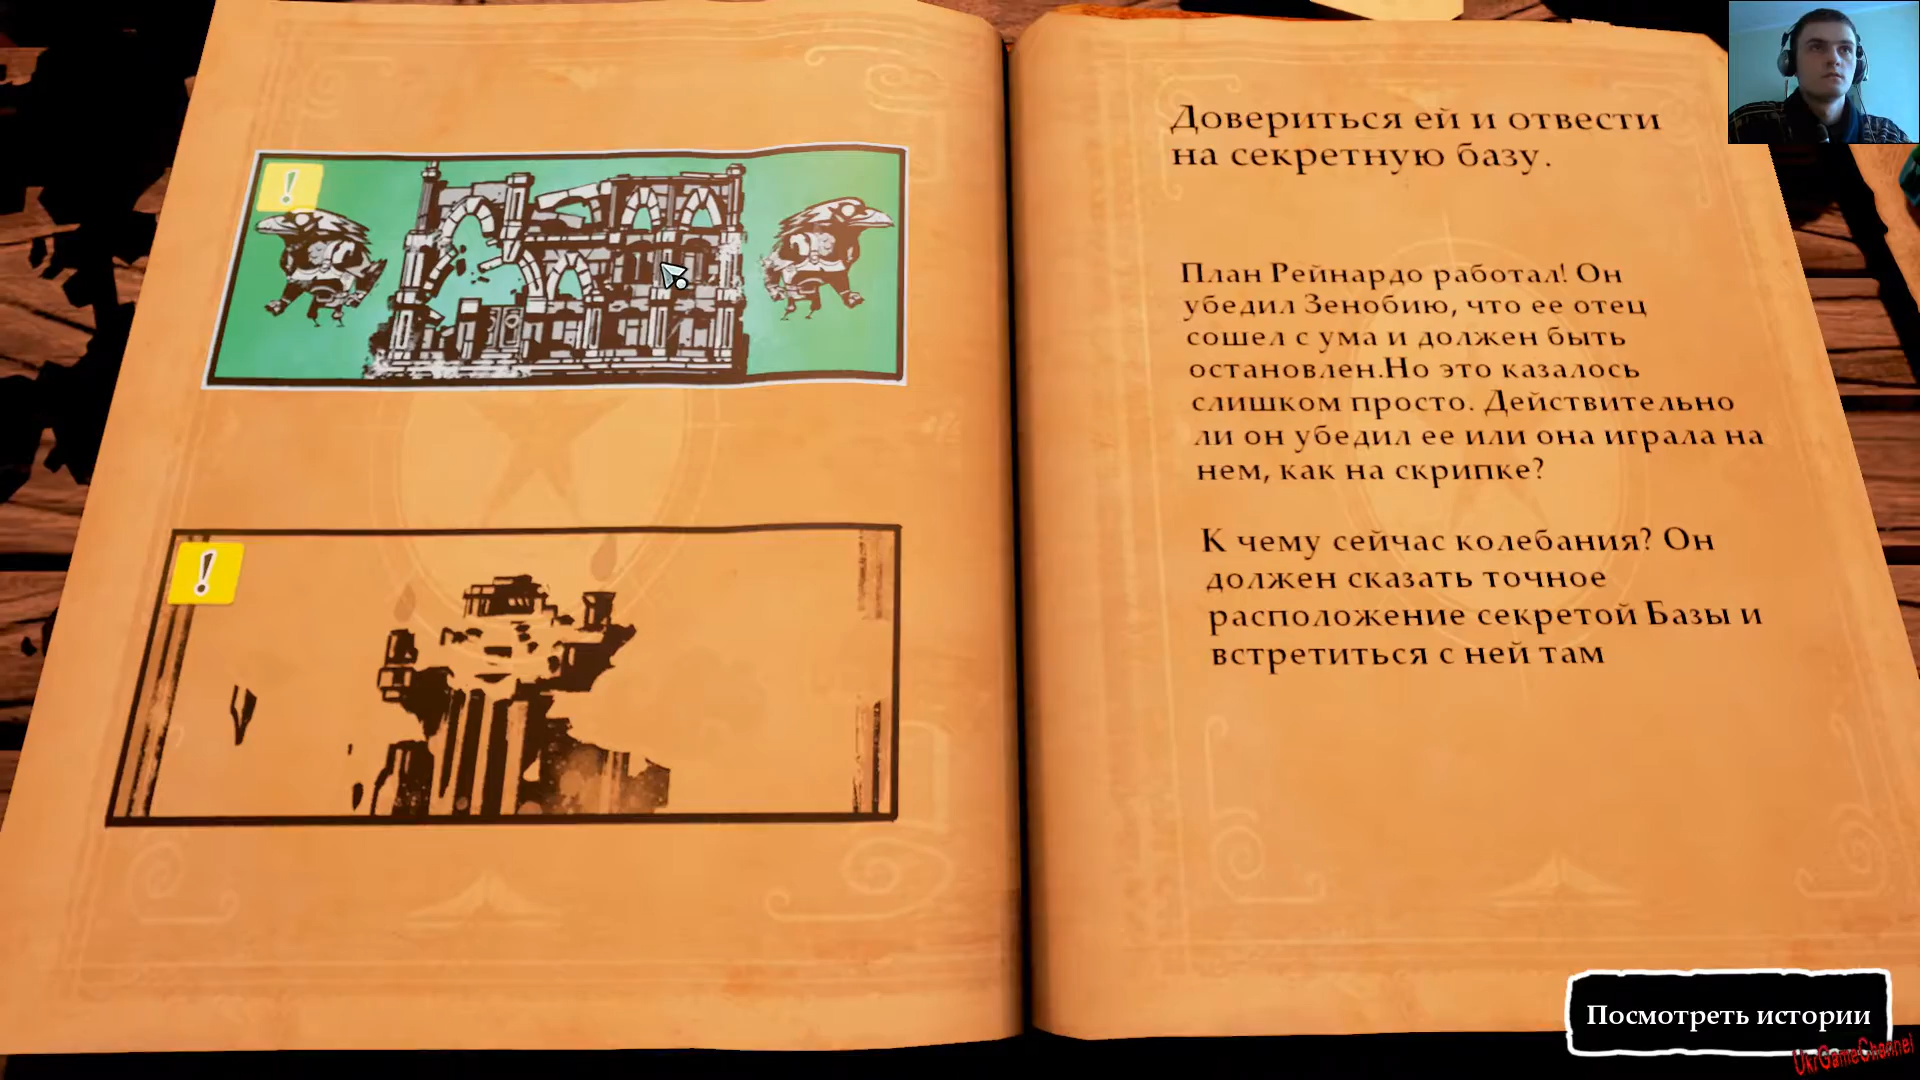 Довериться ей и отвести
на секретную базу.
План Рейнардо работал! Он
убедил Зенобию, что ее отец
сошел с ума и должен быть
остановлен.Но это казалось
слишком просто. Действительно
ли он убедил ее или она играла на
нем, как на скрипке?
К чему сейчас колебания? Он
должен сказать точное
расположение секретой Базы и
встретиться с ней там
Посмотреть истории
UkrGameChannel